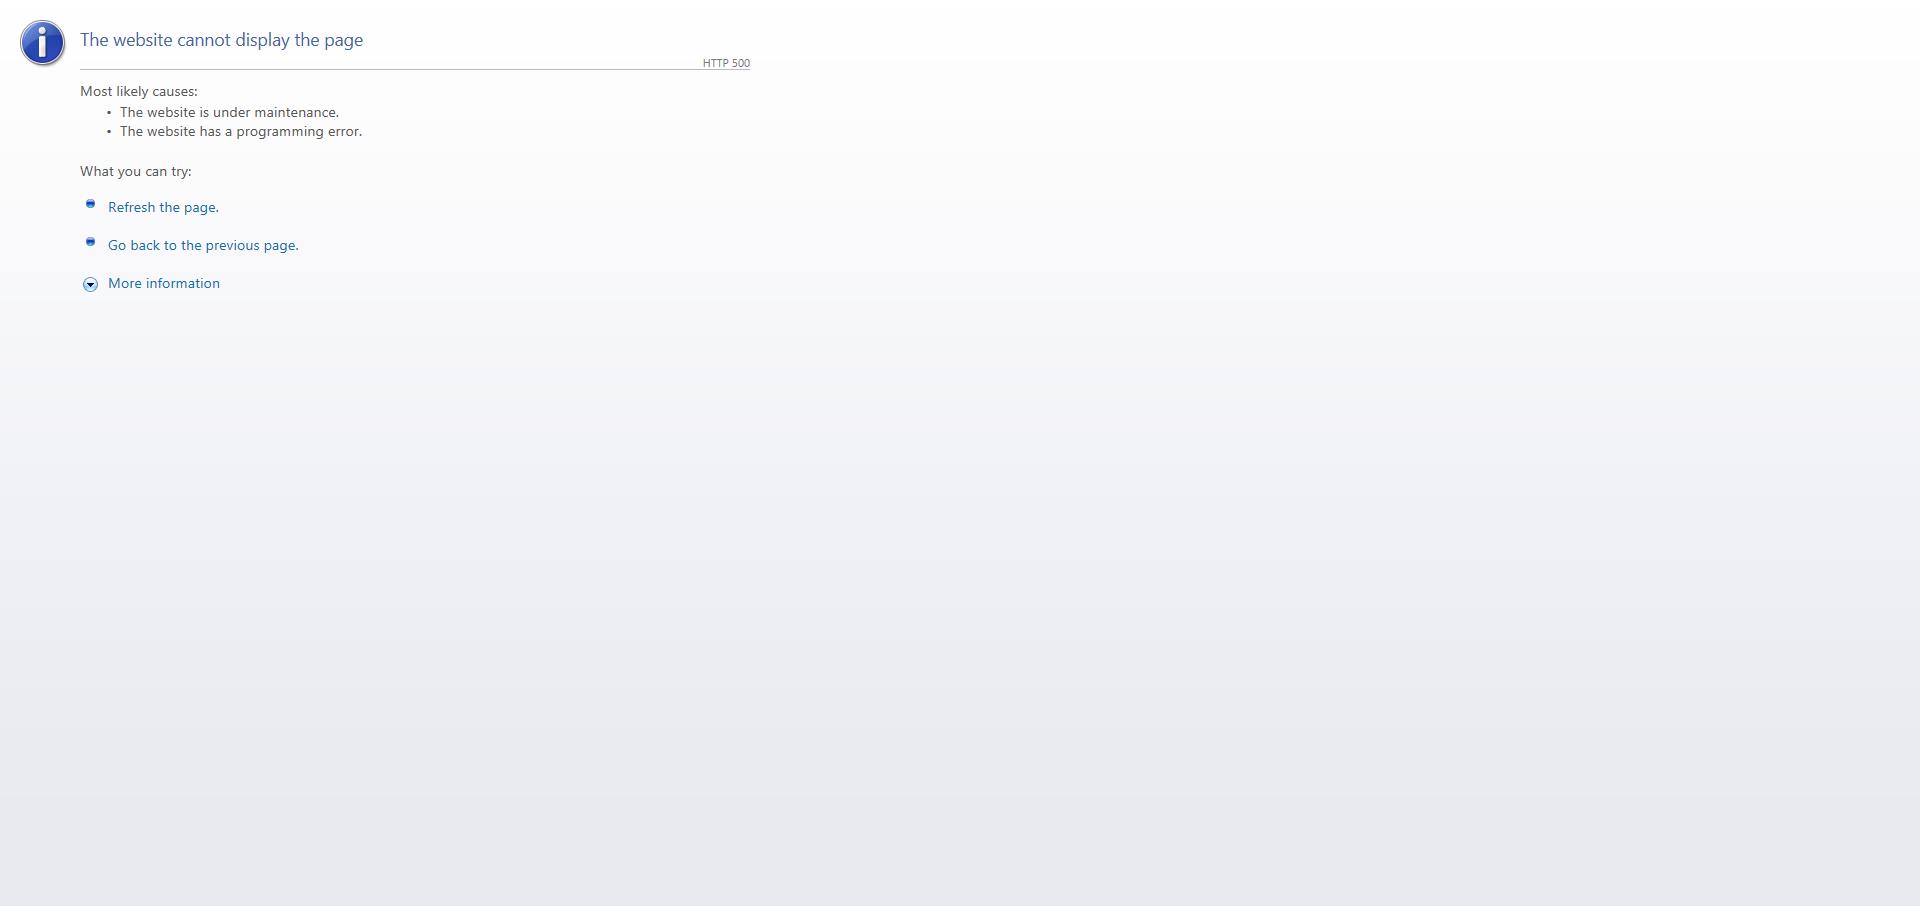 The website cannot display the page
HTTP 500
Most likely causes:
• The website is under maintenance.
• The website has a programming error.
What you can try:
Refresh the page.
Go back to the previous page.
More information